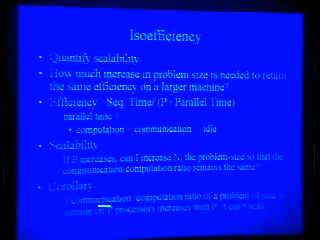 Isoefficiency
• Quantify scalability
• How much increase in problem size is needed to retain
the same efficiency on a larger machine?
• Efficiency Seq. Time/ (P · Parallel Time)
parallel time
• computation communication idle
• Scalability
If P increases, can I increase N, the problem-size so that the
communication/computation ratio remains the same?
• Corollary
communication computation ratio of a problem of size N
running on P processors increases with P, it can't scale